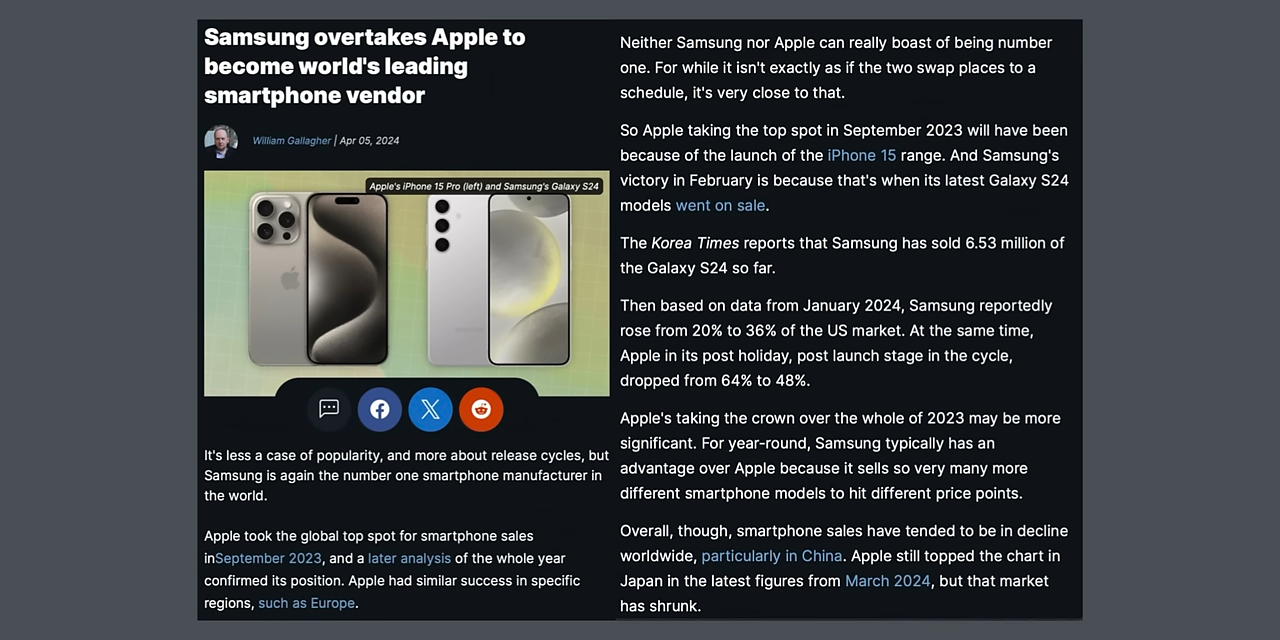 Samsung overtakes Apple to
become world's leading
smartphone vendor
William Gallagher | Apr 05, 2024
Apple's iPhone 15 Pro (left) and Samsung's Galaxy S24
It's less a case of popularity, and more about release cycles, but
Samsung is again the number one smartphone manufacturer in
the world.
Apple took the global top spot for smartphone sales
inSeptember 2023, and a later analysis of the whole year
confirmed its position. Apple had similar success in specific
regions, such as Europe.
Neither Samsung nor Apple can really boast of being number
one. For while it isn't exactly as if the two swap places to a
schedule, it's very close to that.
So Apple taking the top spot in September 2023 will have been
because of the launch of the iPhone 15 range. And Samsung's
victory in February is because that's when its latest Galaxy S24
models went on sale.
The Korea Times reports that Samsung has sold 6.53 million of
the Galaxy S24 so far.
Then based on data from January 2024, Samsung reportedly
rose from 20% to 36% of the US market. At the same time,
Apple in its post holiday, post launch stage in the cycle,
dropped from 64% to 48%.
Apple's taking the crown over the whole of 2023 may be more
significant. For year-round, Samsung typically has an
advantage over Apple because it sells so very many more
different smartphone models to hit different price points.
Overall, though, smartphone sales have tended to be in decline
worldwide, particularly in China. Apple still topped the chart in
Japan in the latest figures from March 2024, but that market
has shrunk.